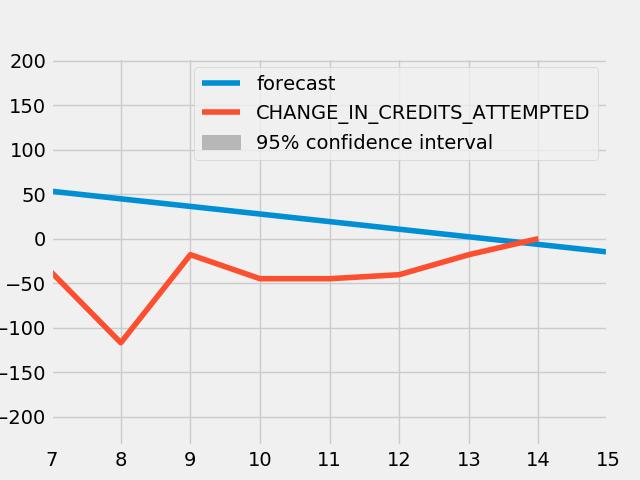 200
150
100
50
0
−50
−100
−150
−200
forecast
CHANGE_IN_CREDITS_ATTEMPTED
95% confidence interval
7 8 9 10 11 12 13 14 15